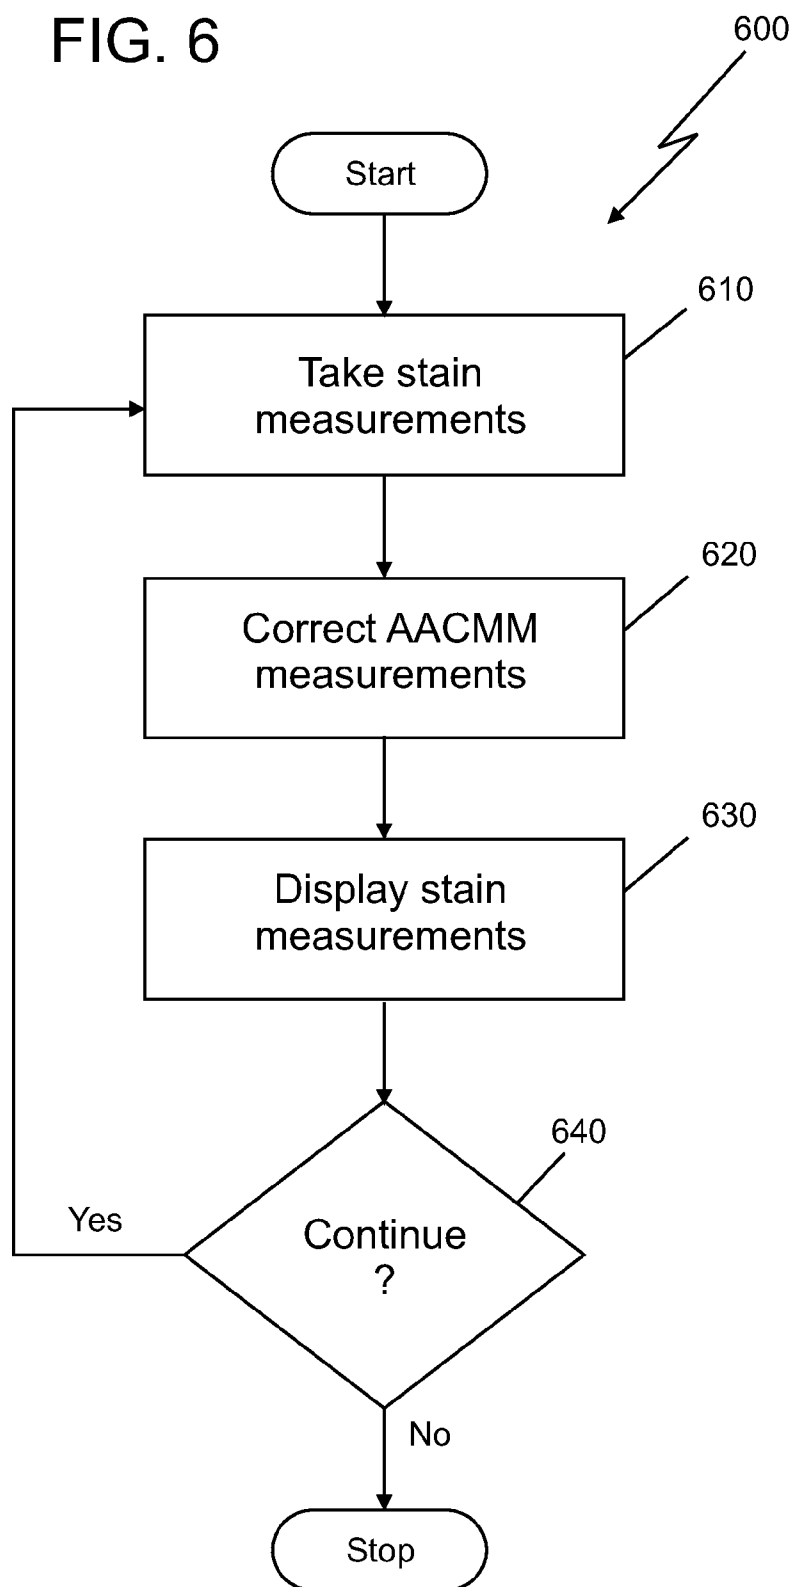 FIG. 6
600
Start
610
Take stain
measurements
620
Correct AACMM
measurements
630
Display stain
measurements
640
Continue
?
Yes
No
Stop